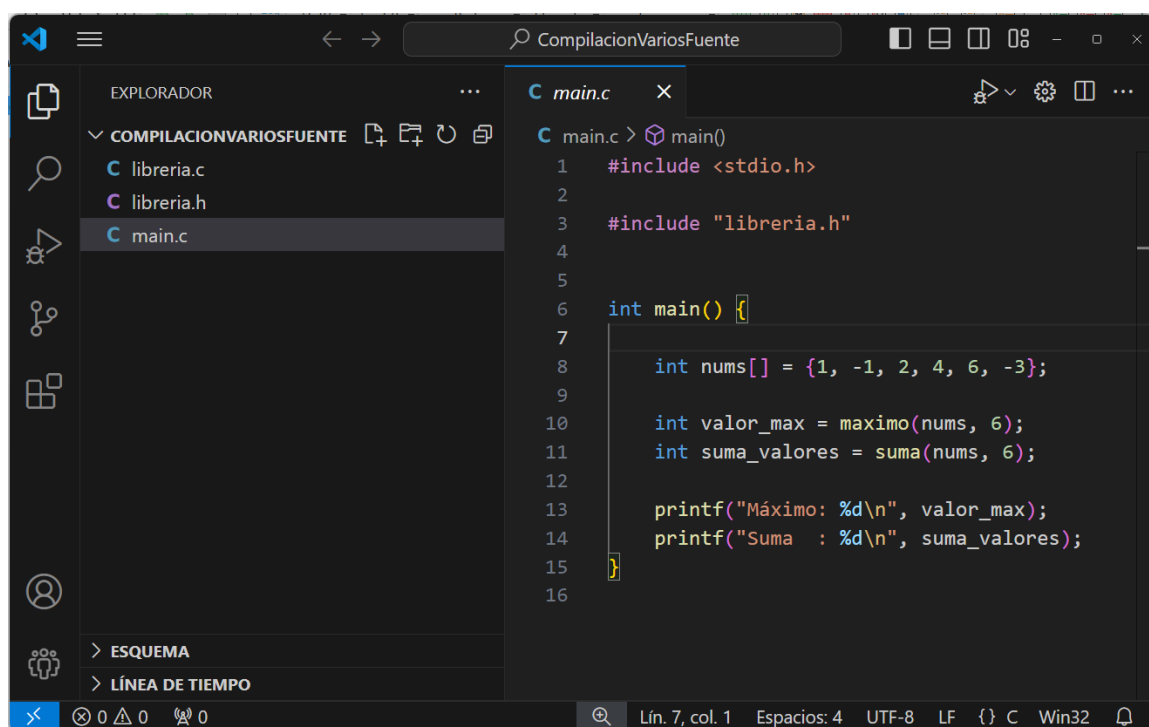 CompilacionVariosFuente
EXPLORADOR
COMPILACIONVARIOSFUENTE
C libreria.c
C libreria.h
C main.c
ESQUEMA
LÍNEA DE TIEMPO
C main.c
C main.c > main()
1 #include <stdio.h>
2
3 #include "libreria.h"
4
5
6 int main() {
7
8     int nums[] = {1, -1, 2, 4, 6, -3};
9
10     int valor_max = maximo(nums, 6);
11     int suma_valores = suma(nums, 6);
12
13     printf("Máximo: %d\n", valor_max);
14     printf("Suma  : %d\n", suma_valores);
15 }
16
0 0 0 Lín. 7, col. 1 Espacios: 4 UTF-8 LF {} C Win32